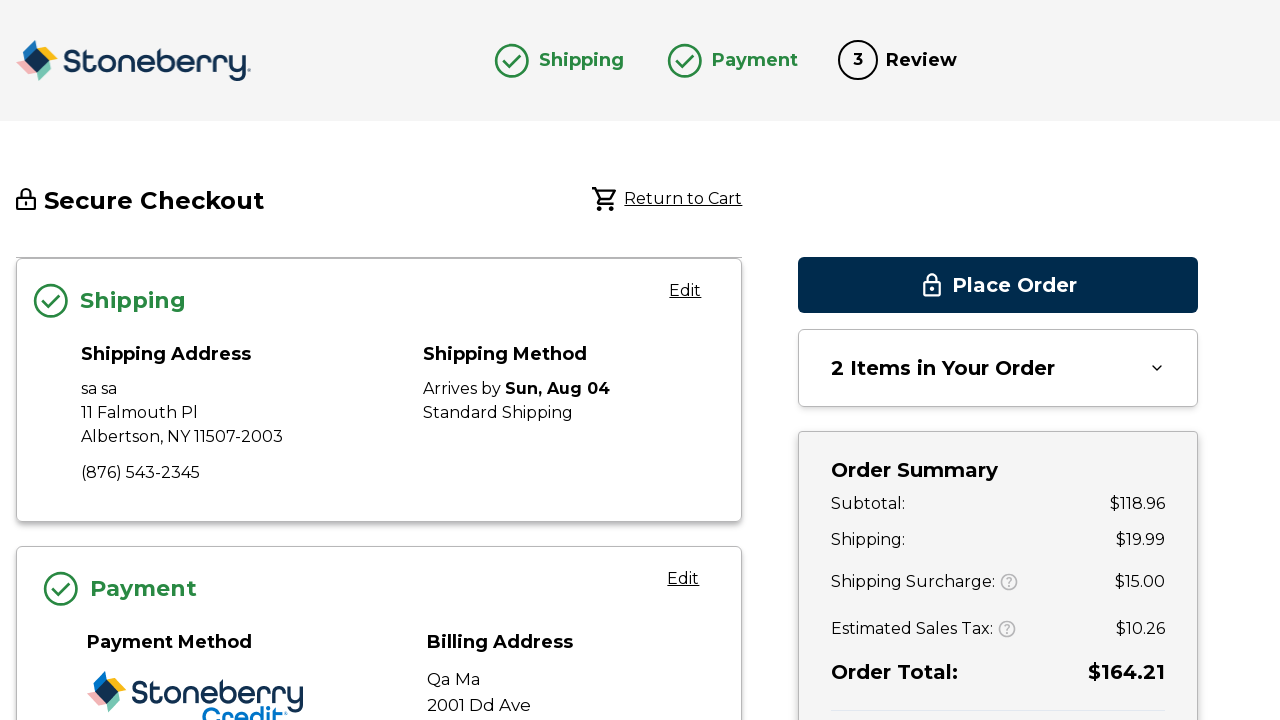 Stoneberry.
Shipping
Payment
3 Review
Secure Checkout
Return to Cart
Shipping
Edit
Shipping Address
sa sa
11 Falmouth Pl
Albertson, NY 11507-2003
(876) 543-2345
Shipping Method
Arrives by Sun, Aug 04
Standard Shipping
Payment
Edit
Payment Method
Stoneberry
Credit
Billing Address
Qa Ma
2001 Dd Ave
Place Order
2 Items in Your Order
Order Summary
Subtotal: $118.96
Shipping: $19.99
Shipping Surcharge: ? $15.00
Estimated Sales Tax: ? $10.26
Order Total: $164.21